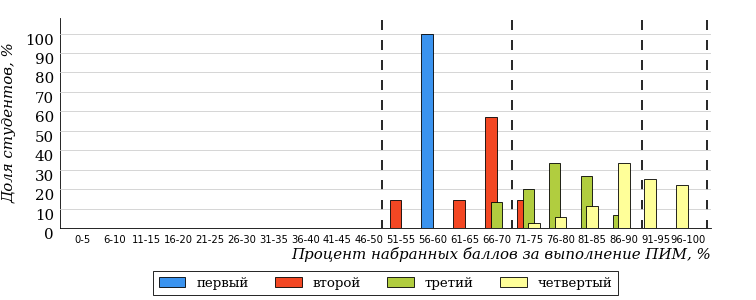 Доля студентов, %
100
90
80
70
60
50
40
30
20
10
0
0-5 6-10 11-15 16-20 21-25 26-30 31-35 36-40 41-45 46-50 51-55 56-60 61-65 66-70 71-75 76-80 81-85 86-90 91-95 96-100
Процент набранных баллов за выполнение ПИМ, %
первый второй третий четвертый